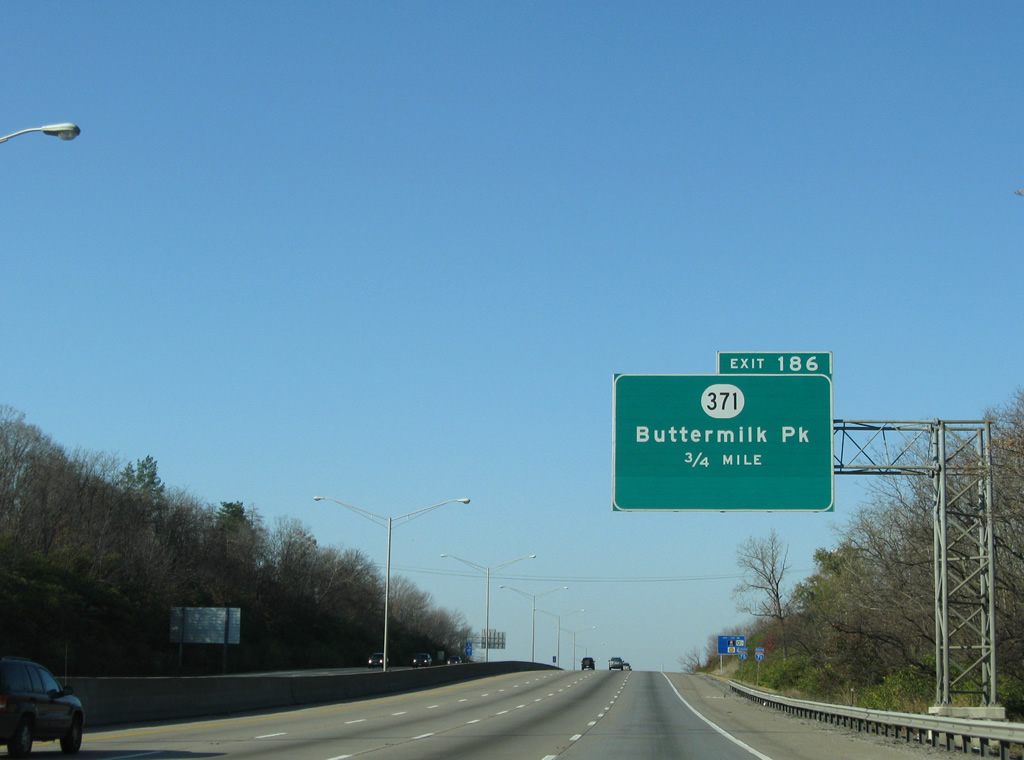 EXIT 186
371
Buttermilk Pk
3/4 MILE